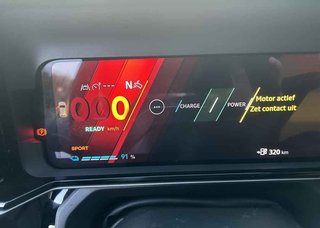 N
000
READY km/h
CHARGE POWER
Motor actief
Zet contact uit
SPORT
91 %
320 km